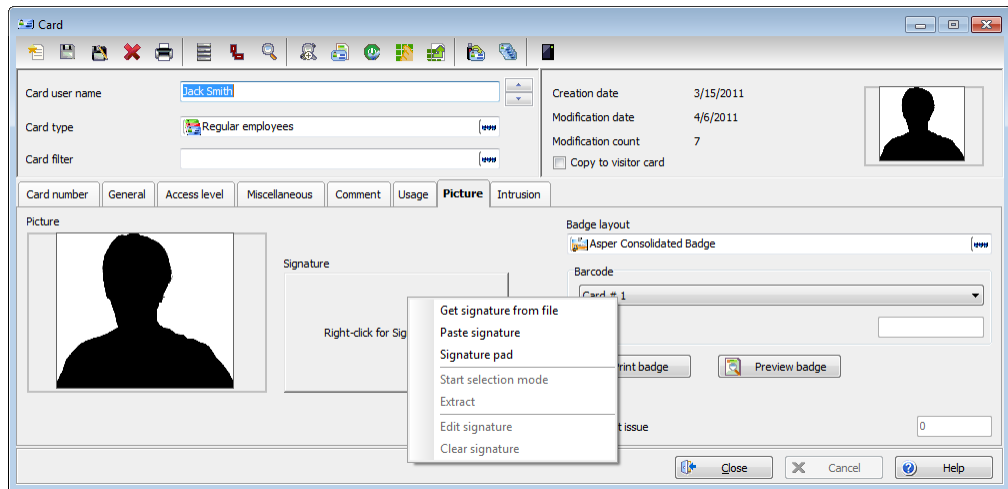 Card
Card user name
Jack Smith
Card type
Regular employees
Card filter
Creation date 3/15/2011
Modification date 4/6/2011
Modification count 7
Copy to visitor card
Card number General Access level Miscellaneous Comment Usage Picture Intrusion
Picture
Signature
Right-click for Sig
Get signature from file
Paste signature
Signature pad
Start selection mode
Extract
Edit signature
Clear signature
Badge layout
Asper Consolidated Badge
Barcode
Card # 1
rint badge
Preview badge
t issue
0
Close
Cancel
Help